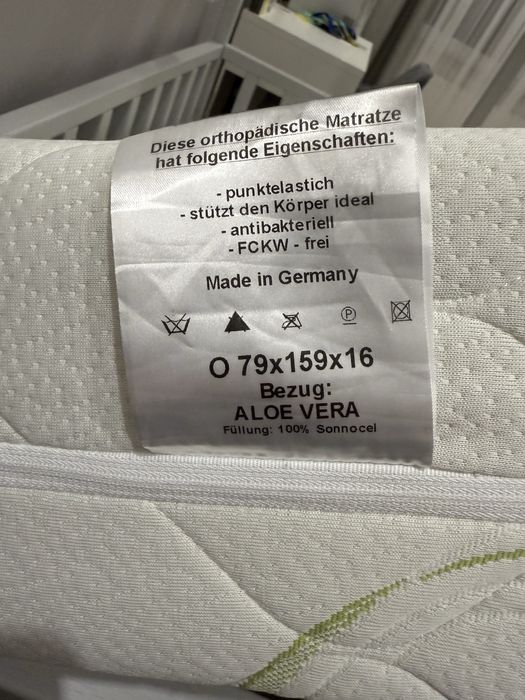 Diese orthopädische Matratze
hat folgende Eigenschaften:
- punktelastich
- stützt den Körper ideal
- antibakteriell
- FCKW - frei
Made in Germany
P
O 79x159x16
Bezug:
ALOE VERA
Füllung: 100% Sonnocel